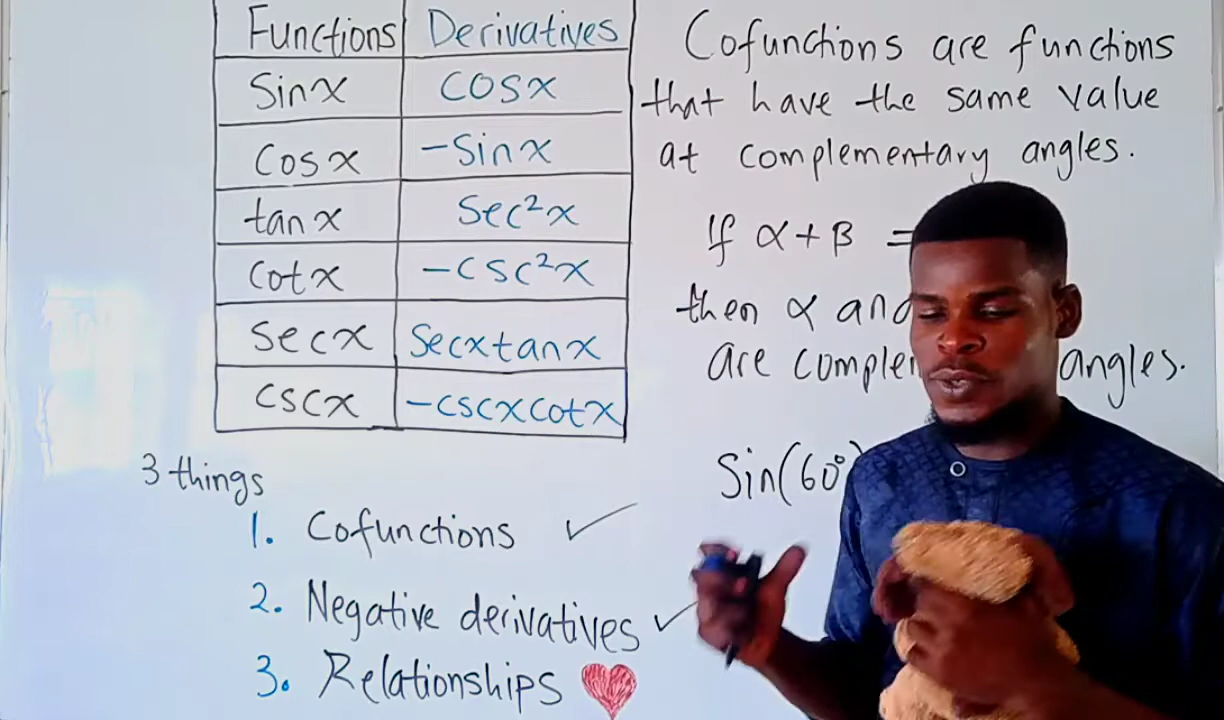 Functions Derivatives
Sinx cosx
Cosx -Sinx
tanx Sec²x
Cotx -csc²x
Secx Secxtanx
cscx -cscxcotx
3 things
1. Cofunctions ✓
2. Negative derivatives ✓
3. Relationships
Cofunctions are functions
that have the same value
at complementary angles.
If α + β =
then α and
are angles.
Sin(60°